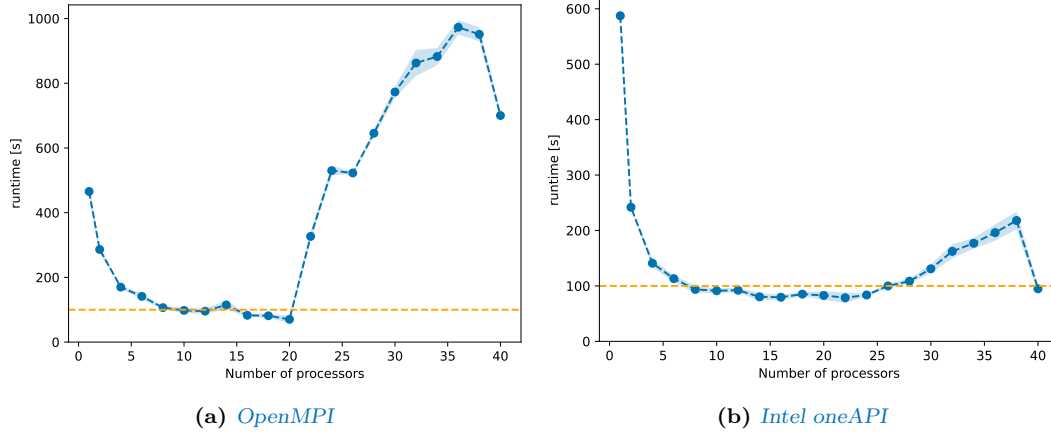 1000
800
600
400
200
0
runtime [s]
0 5 10 15 20 25 30 35 40
Number of processors
(a) OpenMPI
600
500
400
300
200
100
0
runtime [s]
0 5 10 15 20 25 30 35 40
Number of processors
(b) Intel oneAPI